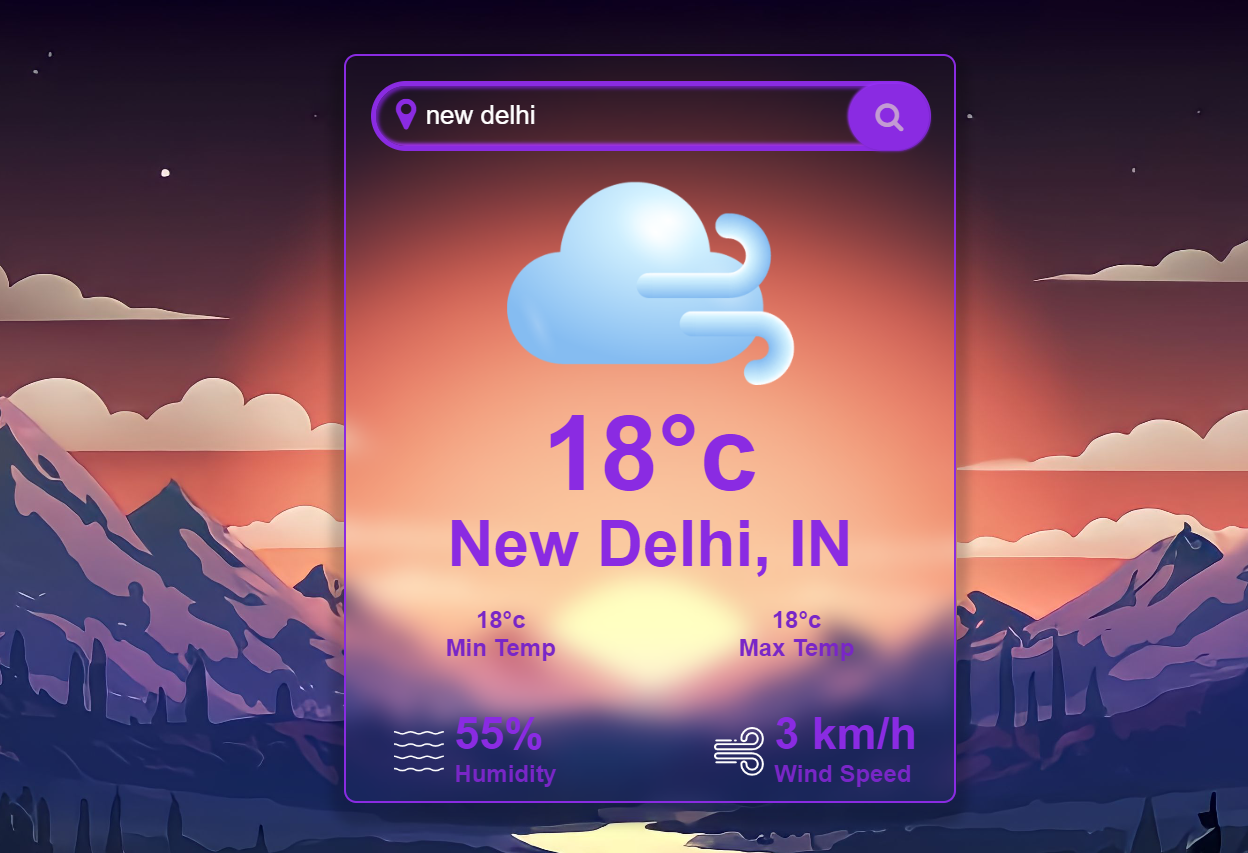 new delhi
18°c
New Delhi, IN
18°c
Min Temp
18°c
Max Temp
55%
Humidity
3 km/h
Wind Speed